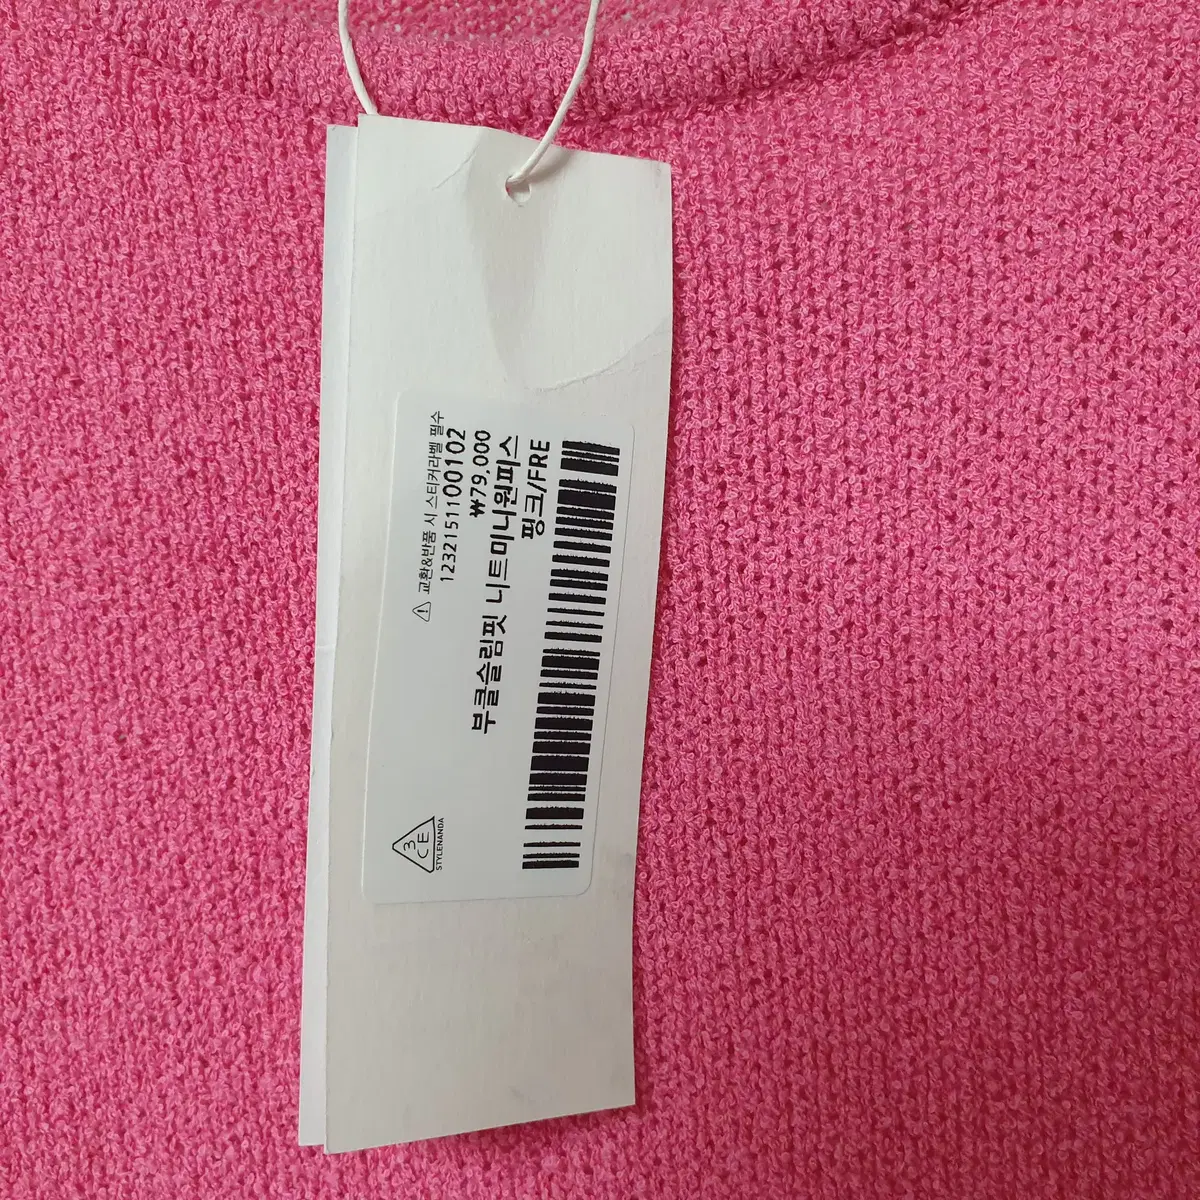 ⚠ 교환&반품 시 스티커라벨 필수
1232151100102
₩79,000
부클슬림핏 니트미니원피스
핑크/FRE
3CE
STYLENANDA